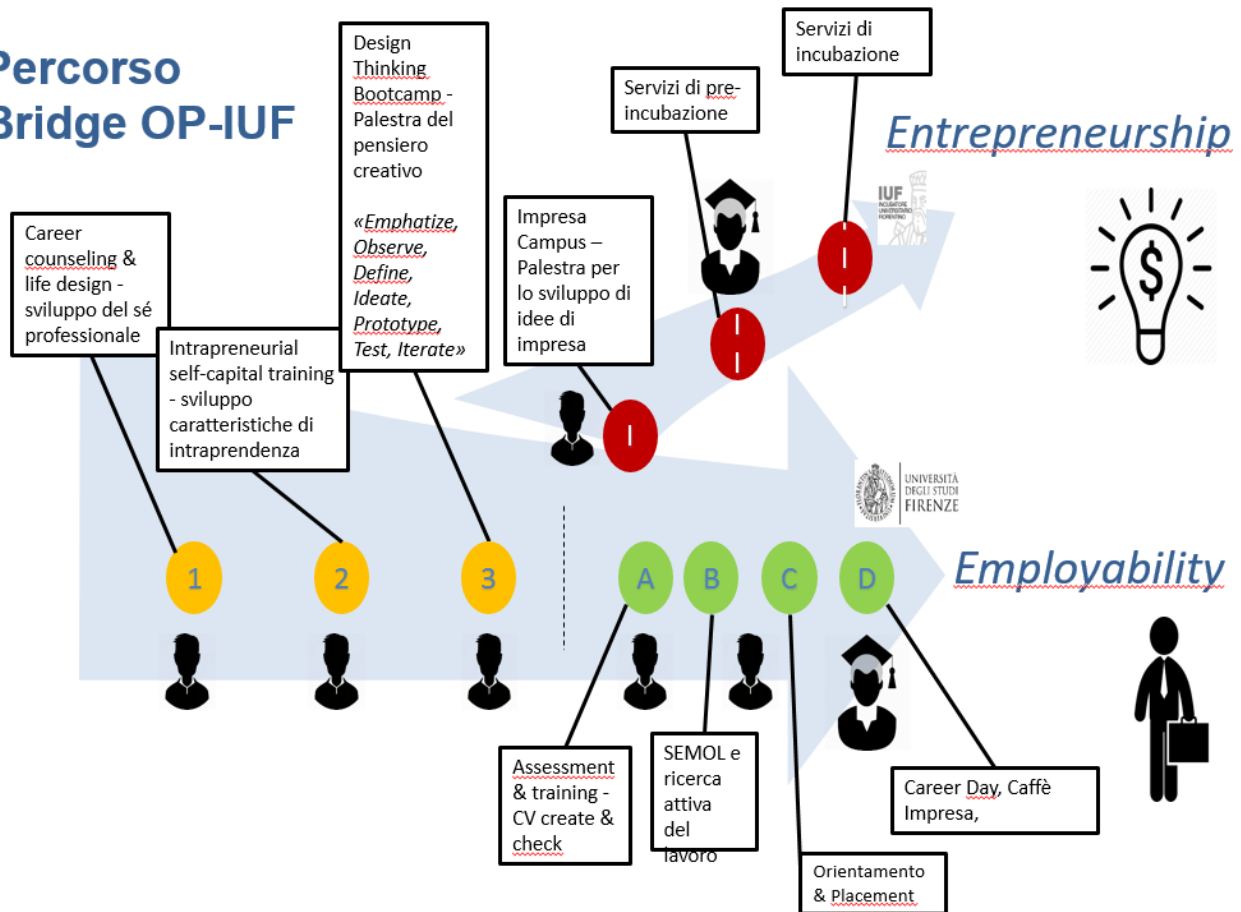 Percorso
Bridge OP-IUF
Career
counseling &
life design -
sviluppo del sé
professionale
Intrapreneurial
self-capital training
- sviluppo
caratteristiche di
intraprendenza
Design
Thinking
Bootcamp -
Palestra del
pensiero
creativo
«Emphatize,
Observe,
Define,
Ideate,
Prototype,
Test, Iterate»
Impresa
Campus –
Palestra per
lo sviluppo di
idee di
impresa
Servizi di pre-
incubazione
Servizi di
incubazione
Entrepreneurship
IUF
INCUBATORE
UNIVERSITARIO
FIORENTINO
$
I
I
I
I
I
UNIVERSITÀ
DEGLI STUDI
FIRENZE
1
2
3
A
B
C
D
Employability
Assessment
& training -
CV create &
check
SEMOL e
ricerca
attiva
del
lavoro
Orientamento
& Placement
Career Day, Caffè
Impresa,